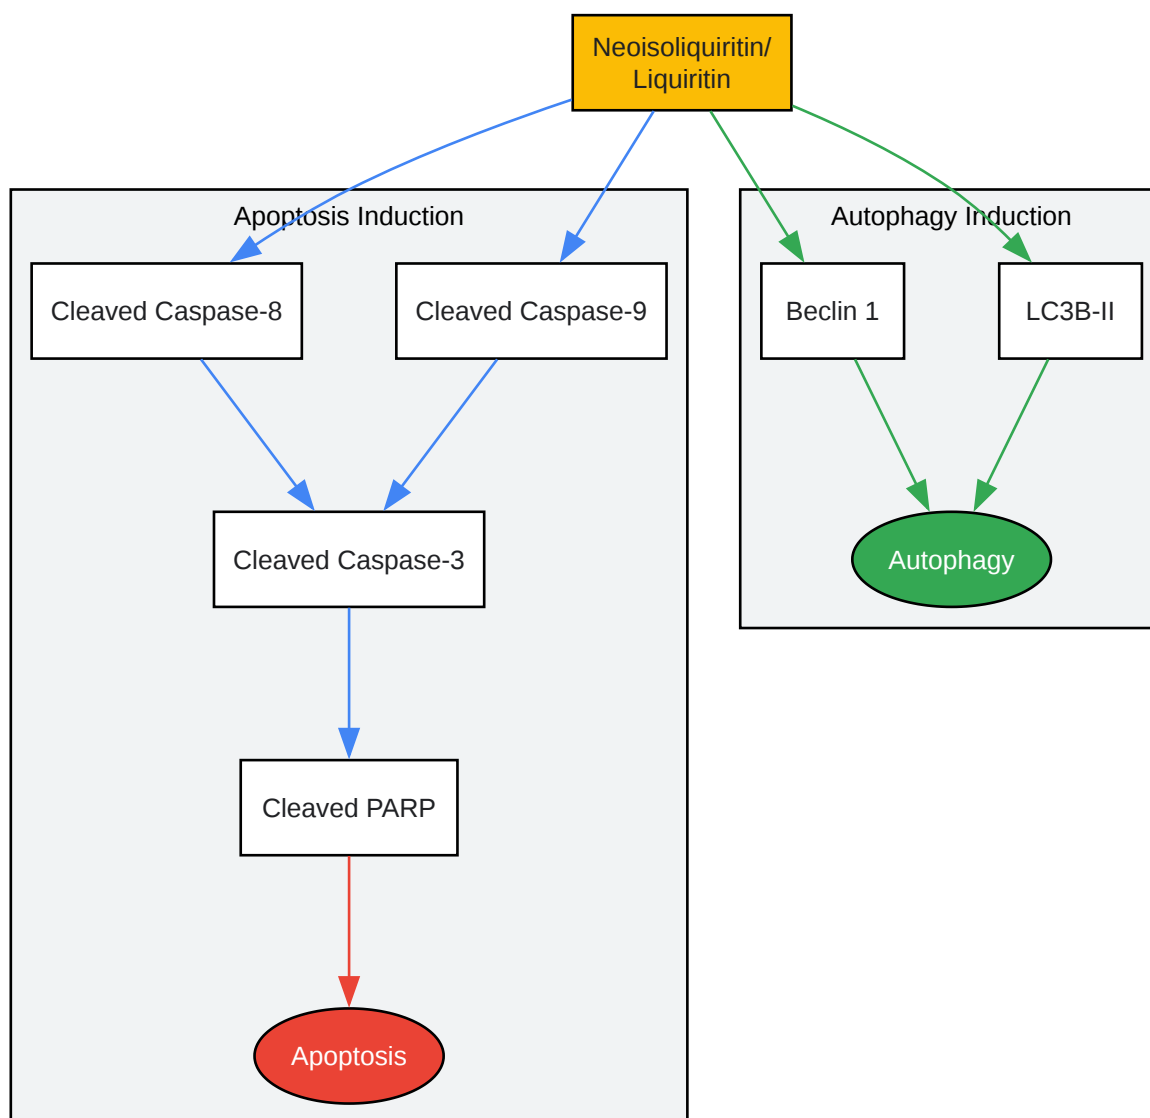 Neoisoliquiritin/
Liquiritin
Apoptosis Induction
Autophagy Induction
Cleaved Caspase-8
Cleaved Caspase-9
Beclin 1
LC3B-II
Cleaved Caspase-3
Autophagy
Cleaved PARP
Apoptosis